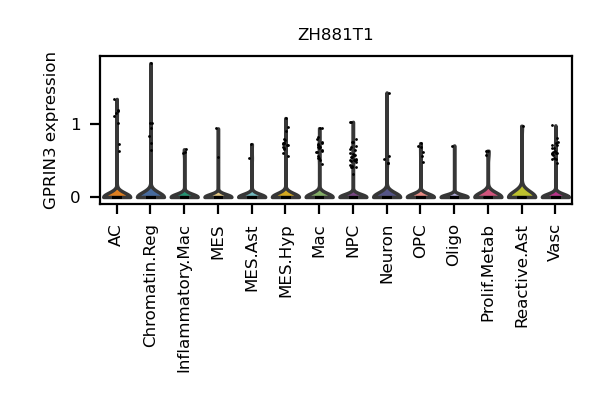 ZH881T1
GPRIN3 expression
1
0
AC
Chromatin.Reg
Inflammatory.Mac
MES
MES.Ast
MES.Hyp
Mac
NPC
Neuron
OPC
Oligo
Prolif.Metab
Reactive.Ast
Vasc